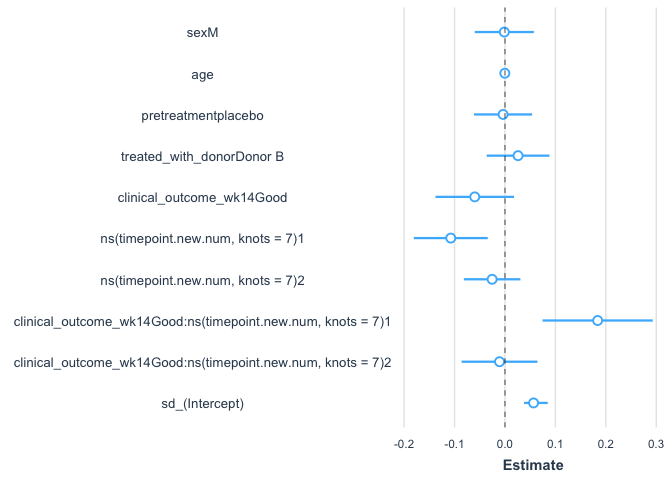 sexM
age
pretreatmentplacebo
treated_with_donorDonor B
clinical_outcome_wk14Good
ns(timepoint.new.num, knots = 7)1
ns(timepoint.new.num, knots = 7)2
clinical_outcome_wk14Good:ns(timepoint.new.num, knots = 7)1
clinical_outcome_wk14Good:ns(timepoint.new.num, knots = 7)2
sd_(Intercept)
-0.2 -0.1 0.0 0.1 0.2 0.3
Estimate